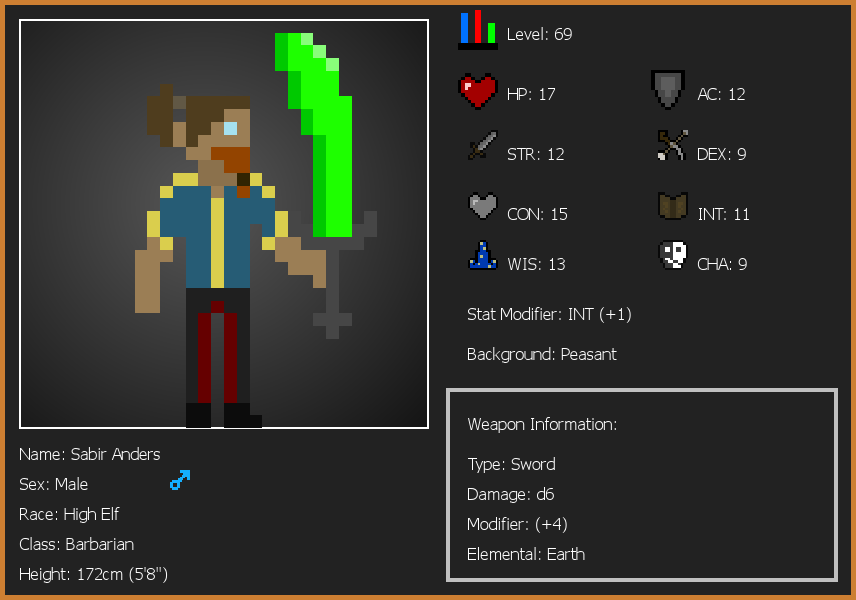 Level: 69
HP: 17
AC: 12
STR: 12
DEX: 9
CON: 15
INT: 11
WIS: 13
CHA: 9
Stat Modifier: INT (+1)
Background: Peasant
Weapon Information:
Type: Sword
Damage: d6
Modifier: (+4)
Elemental: Earth
Name: Sabir Anders
Sex: Male
Race: High Elf
Class: Barbarian
Height: 172cm (5'8")